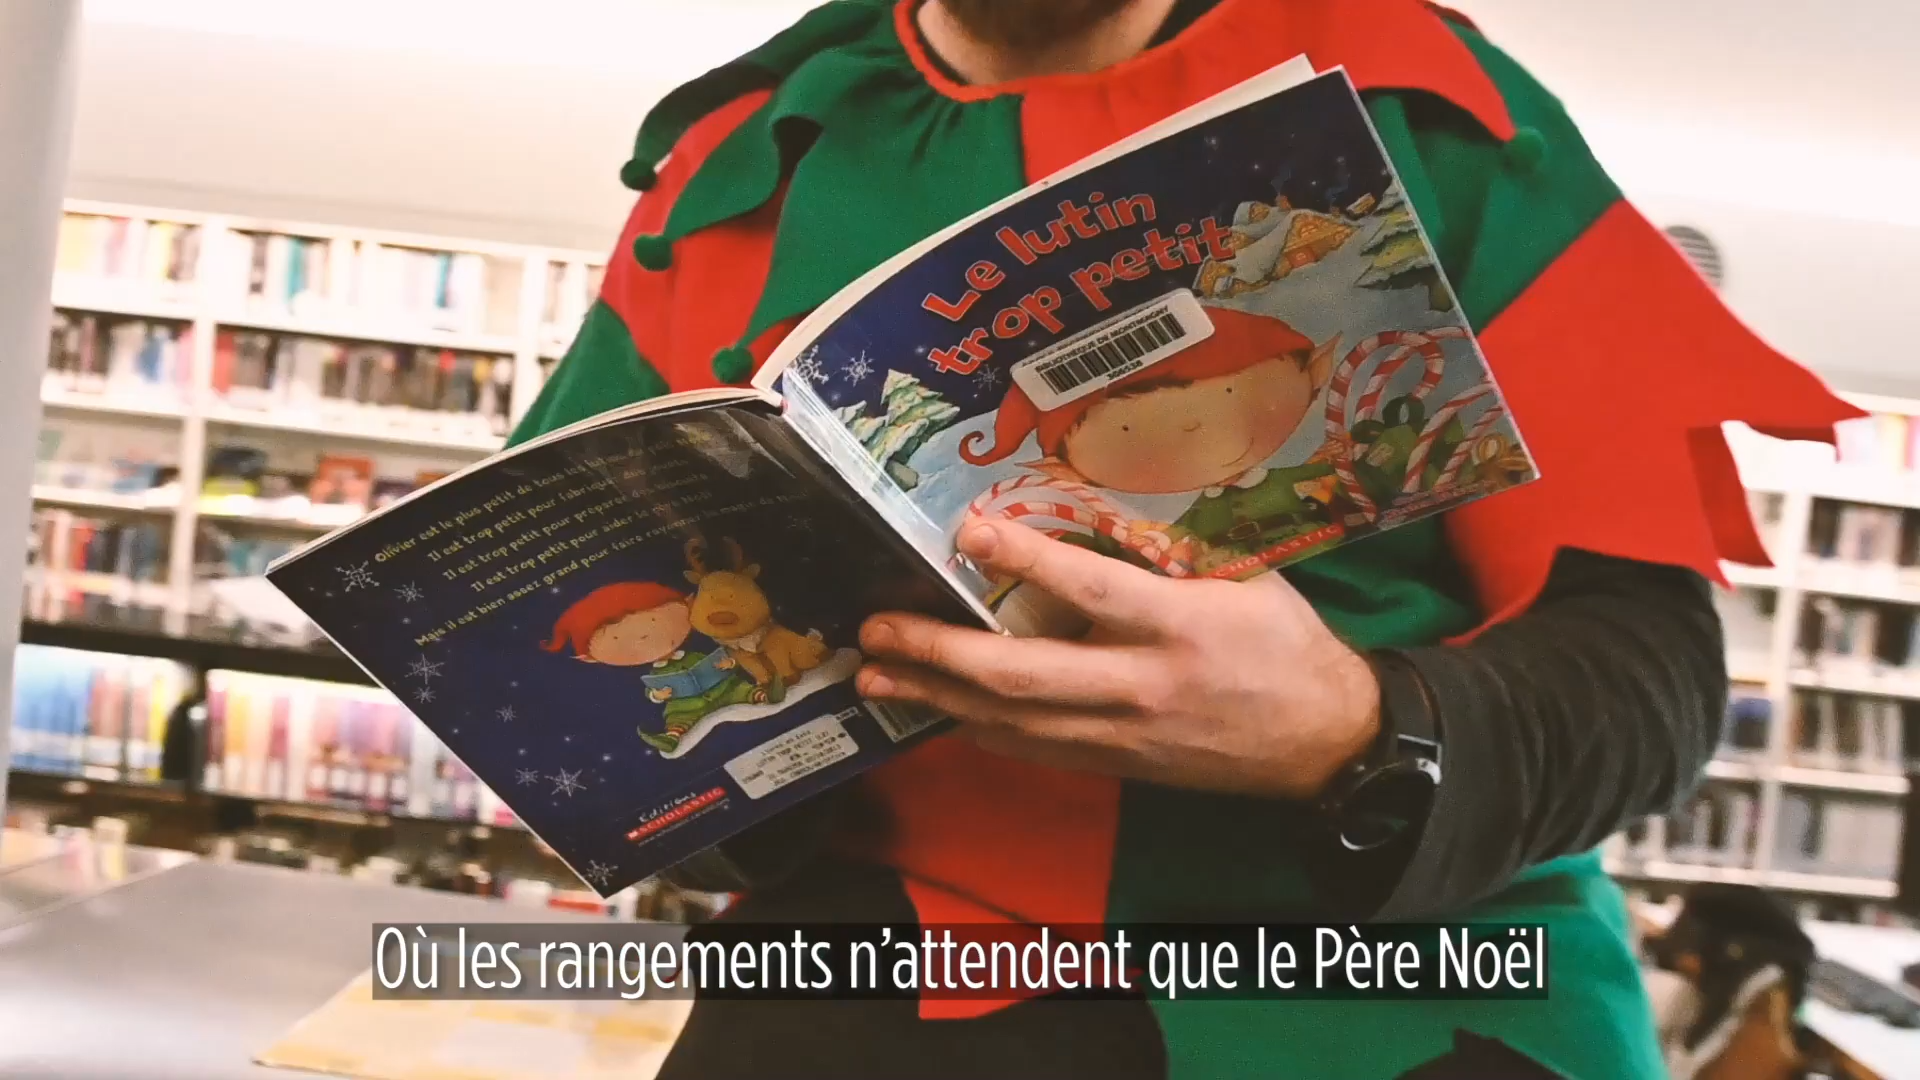 Le lutin
trop petit
BIBLIOTHÈQUE DE MONTMAGNY
SCHOLASTIC
Olivier est le plus petit de tous les lutins du
Il est trop petit pour fabriquer des jouets
Il est trop petit pour préparer des biscuits
Il est trop petit pour aider le père Noël
Mais il est bien assez grand pour faire rayonner la magie de Noël
Éditions
SCHOLASTIC
Où les rangements n’attendent que le Père Noël